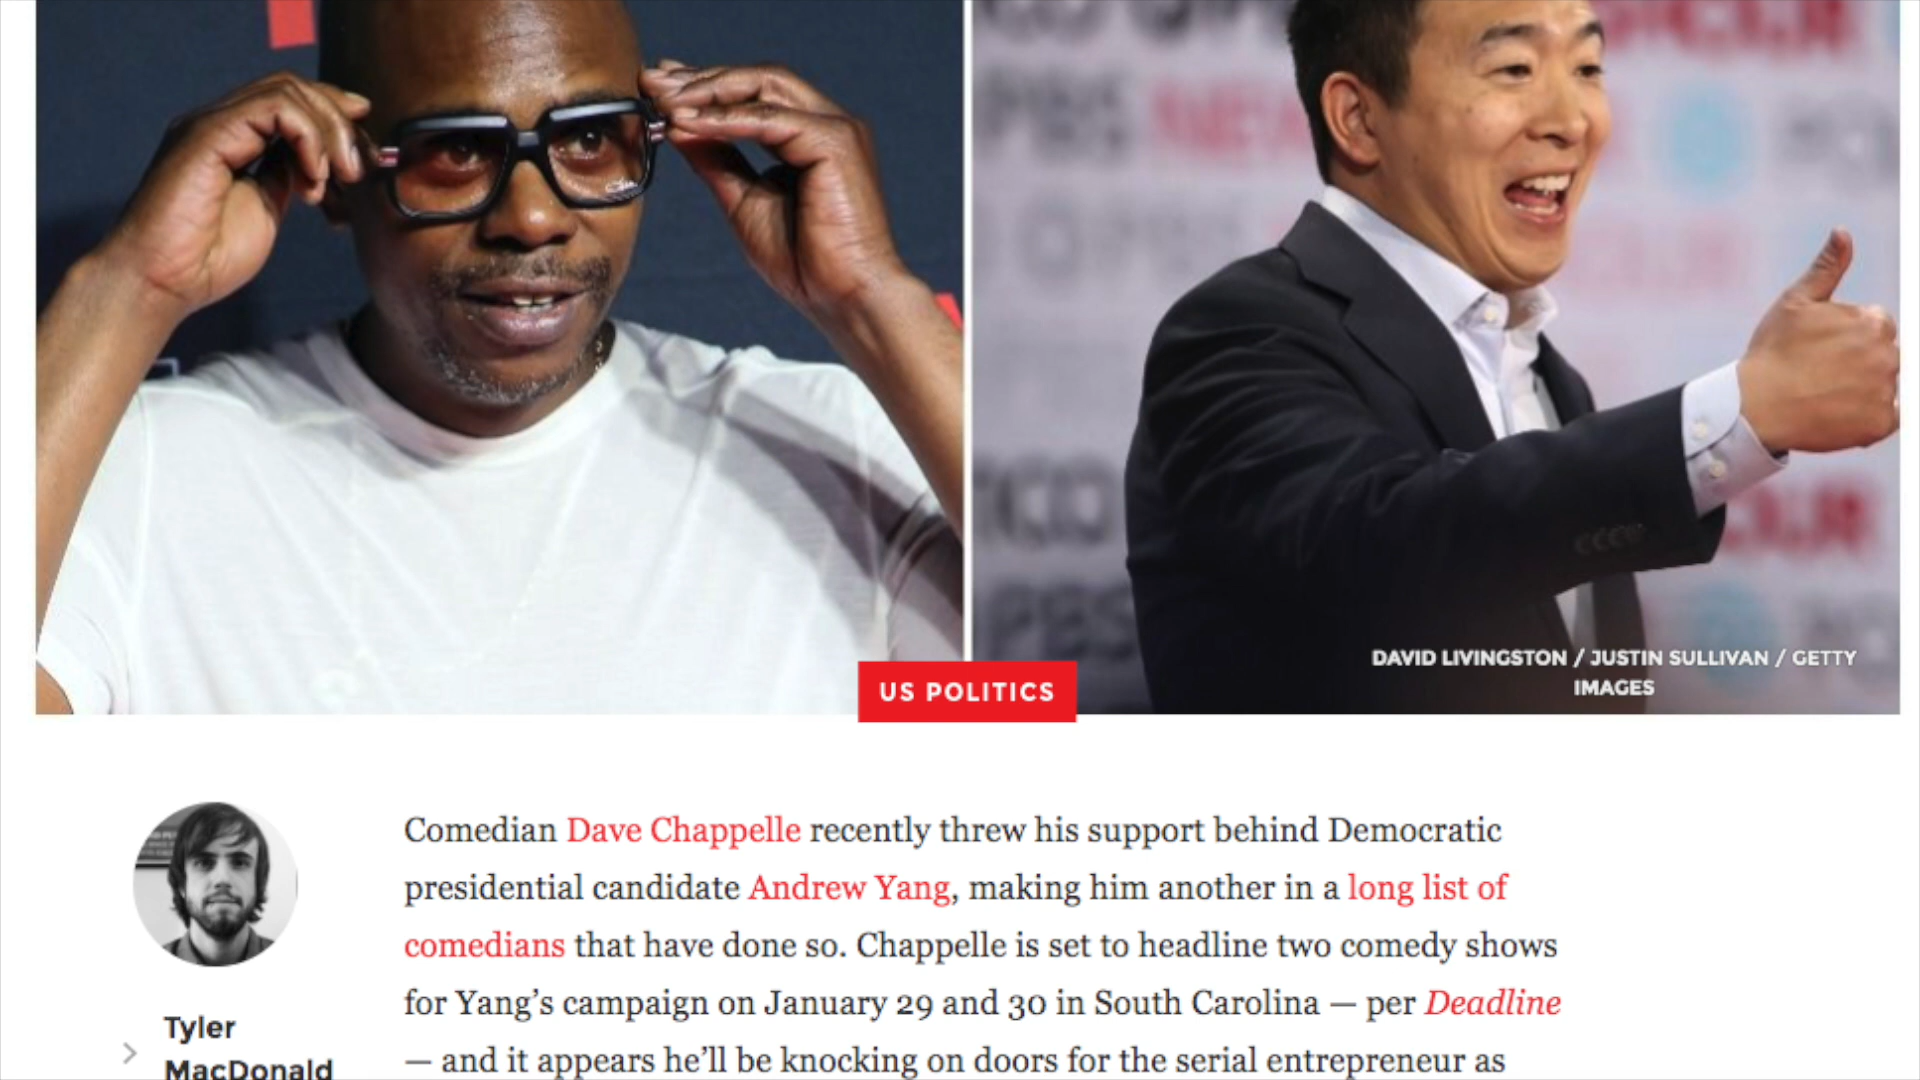 DAVID LIVINGSTON / JUSTIN SULLIVAN / GETTY
IMAGES
US POLITICS
Comedian Dave Chappelle recently threw his support behind Democratic
presidential candidate Andrew Yang, making him another in a long list of
comedians that have done so. Chappelle is set to headline two comedy shows
for Yang’s campaign on January 29 and 30 in South Carolina — per Deadline
— and it appears he’ll be knocking on doors for the serial entrepreneur as
Tyler
MacDonald